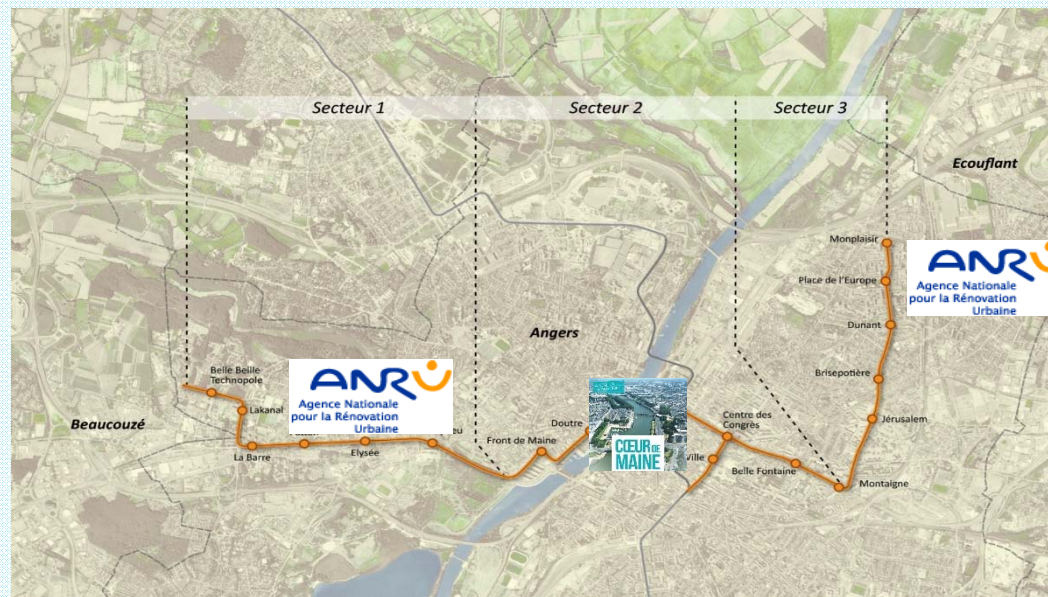 Secteur 1
Secteur 2
Secteur 3
Ecouflant
Monplaisir
Place de l'Europe
ANRU
Agence Nationale
pour la Rénovation
Urbaine
Dunant
Angers
Brisepotière
Belle Beille
Technopole
ANRU
Agence Nationale
pour la Rénovation
Urbaine
Lakanal
Beaucouzé
Jérusalem
Doutre
Centre des
Congrès
CŒUR DE
MAINE
La Barre
Elysée
Front de Maine
Ville
Belle Fontaine
Montaigne